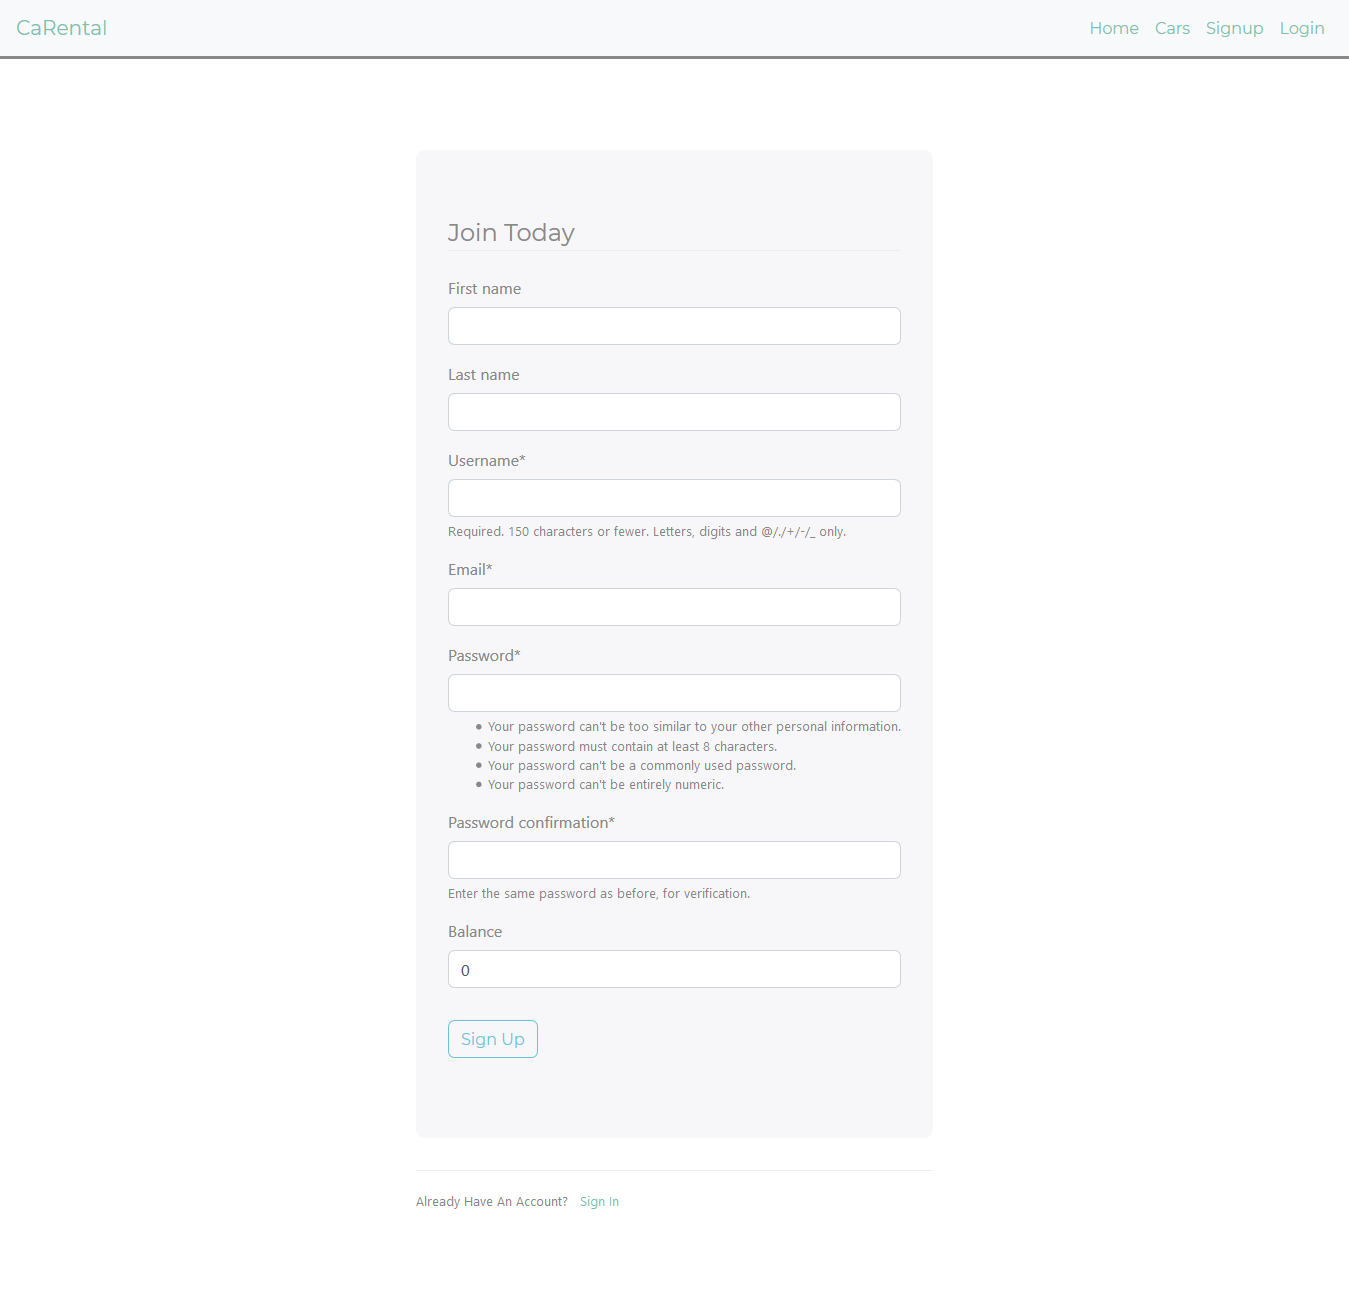 CaRental
Home Cars Signup Login
Join Today
First name
Last name
Username*
Required. 150 characters or fewer. Letters, digits and @/./+/-/_ only.
Email*
Password*
Your password can't be too similar to your other personal information.
Your password must contain at least 8 characters.
Your password can't be a commonly used password.
Your password can't be entirely numeric.
Password confirmation*
Enter the same password as before, for verification.
Balance
0
Sign Up
Already Have An Account? Sign In